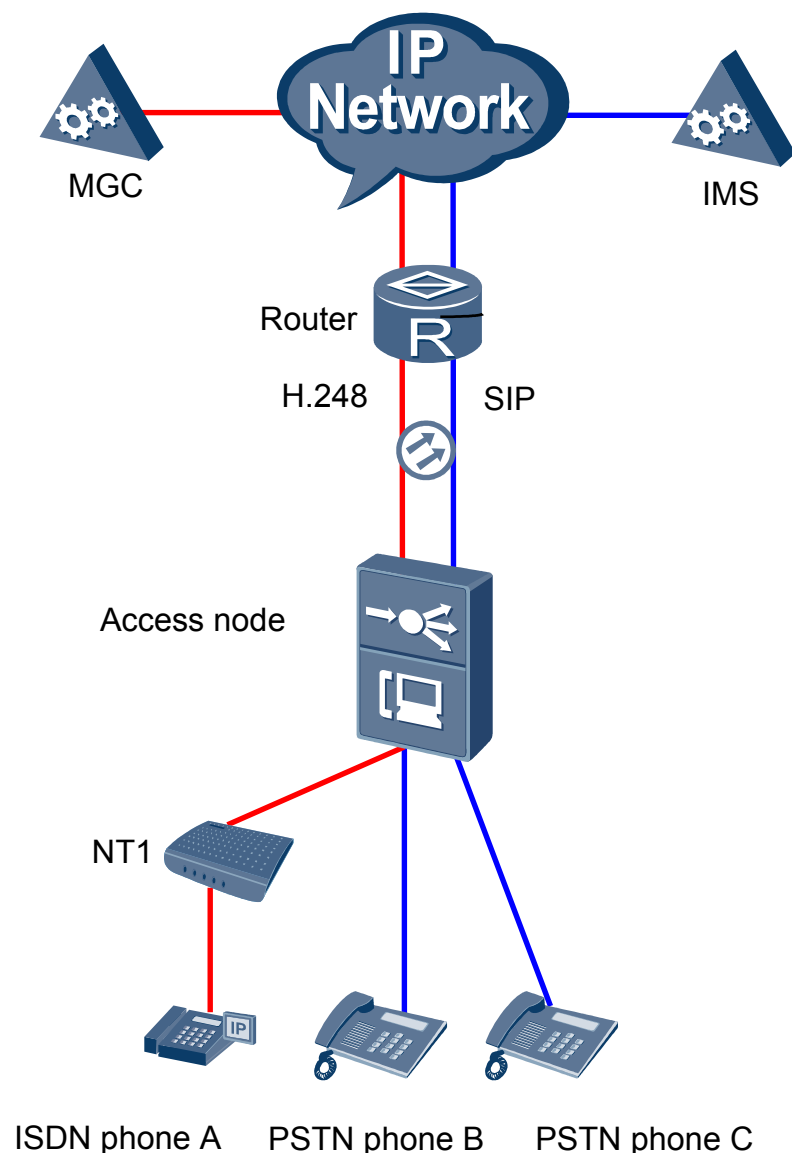 IP
Network
MGC
IMS
Router
R
H.248
SIP
Access node
NT1
IP
ISDN phone A
PSTN phone B
PSTN phone C